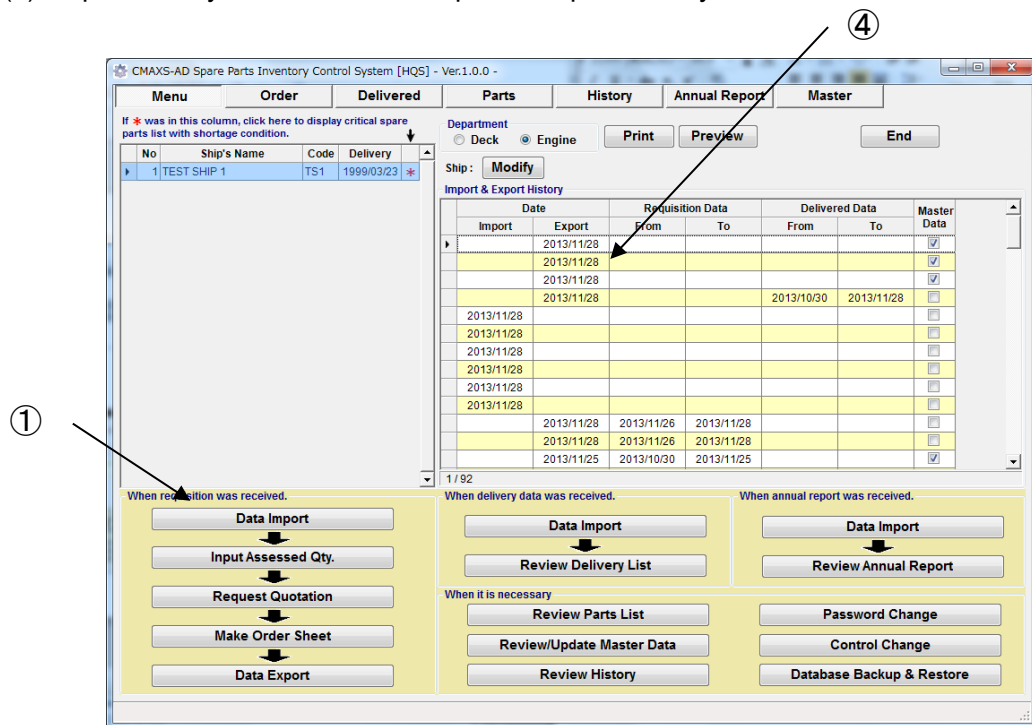 ④
CMAXS-AD Spare Parts Inventory Control System [HQS] - Ver.1.0.0 -
Menu Order Delivered Parts History Annual Report Master
If * was in this column, click here to display critical spare
parts list with shortage condition.
No Ship's Name Code Delivery
1 TEST SHIP 1 TS1 1999/03/23 *
Department
Deck Engine Print Preview End
Ship : Modify
Import & Export History
Date Requisition Data Delivered Data Master
Data
Import Export From To From To
2013/11/28
2013/11/28
2013/11/28
2013/11/28 2013/10/30 2013/11/28
2013/11/28
2013/11/28
2013/11/28
2013/11/28
2013/11/28
2013/11/28
2013/11/28 2013/11/26 2013/11/28
2013/11/28 2013/11/26 2013/11/28
2013/11/25 2013/10/30 2013/11/25
1 / 92
①
When requisition was received.
Data Import
Input Assessed Qty.
Request Quotation
Make Order Sheet
Data Export
When delivery data was received.
Data Import
Review Delivery List
When annual report was received.
Data Import
Review Annual Report
When it is necessary
Review Parts List Password Change
Review/Update Master Data Control Change
Review History Database Backup & Restore